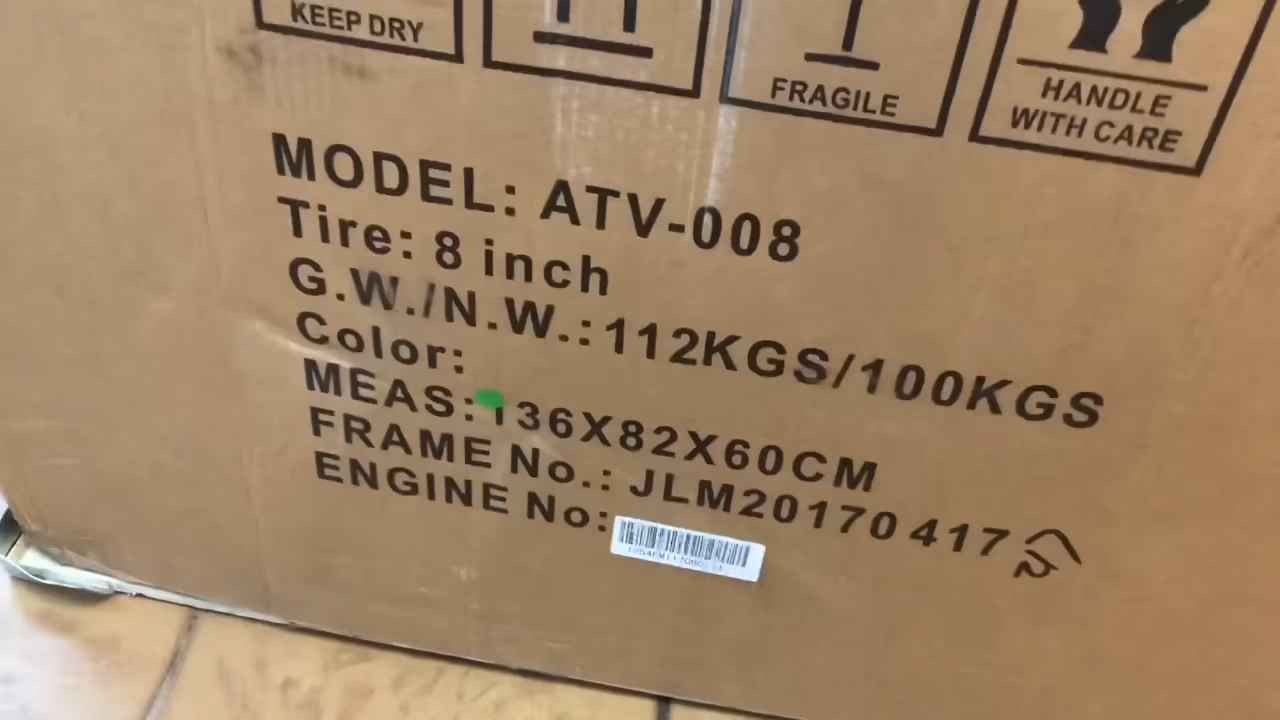 KEEP DRY
FRAGILE
HANDLE
WITH CARE
MODEL: ATV-008
Tire: 8 inch
G.W./N.W.:112KGS/100KGS
Color:
MEAS:136X82X60CM
FRAME No.: JLM20170417
ENGINE No: